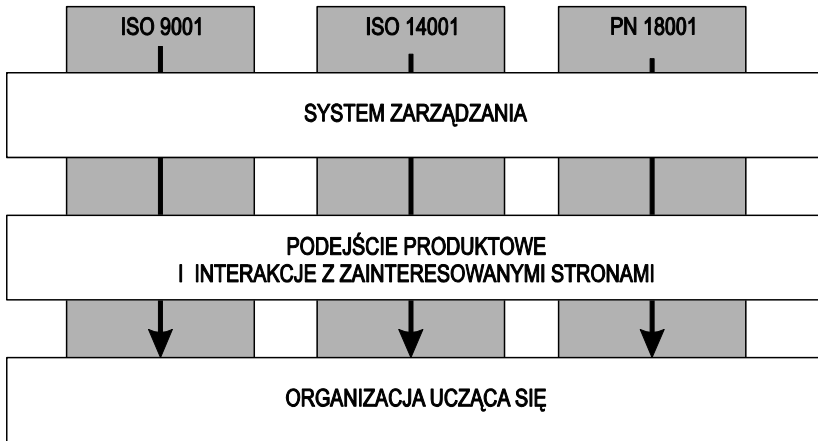 ISO 9001
ISO 14001
PN 18001
SYSTEM ZARZĄDZANIA
PODEJŚCIE PRODUKTOWE
I INTERAKCJE Z ZAINTERESOWANYMI STRONAMI
ORGANIZACJA UCZĄCA SIĘ